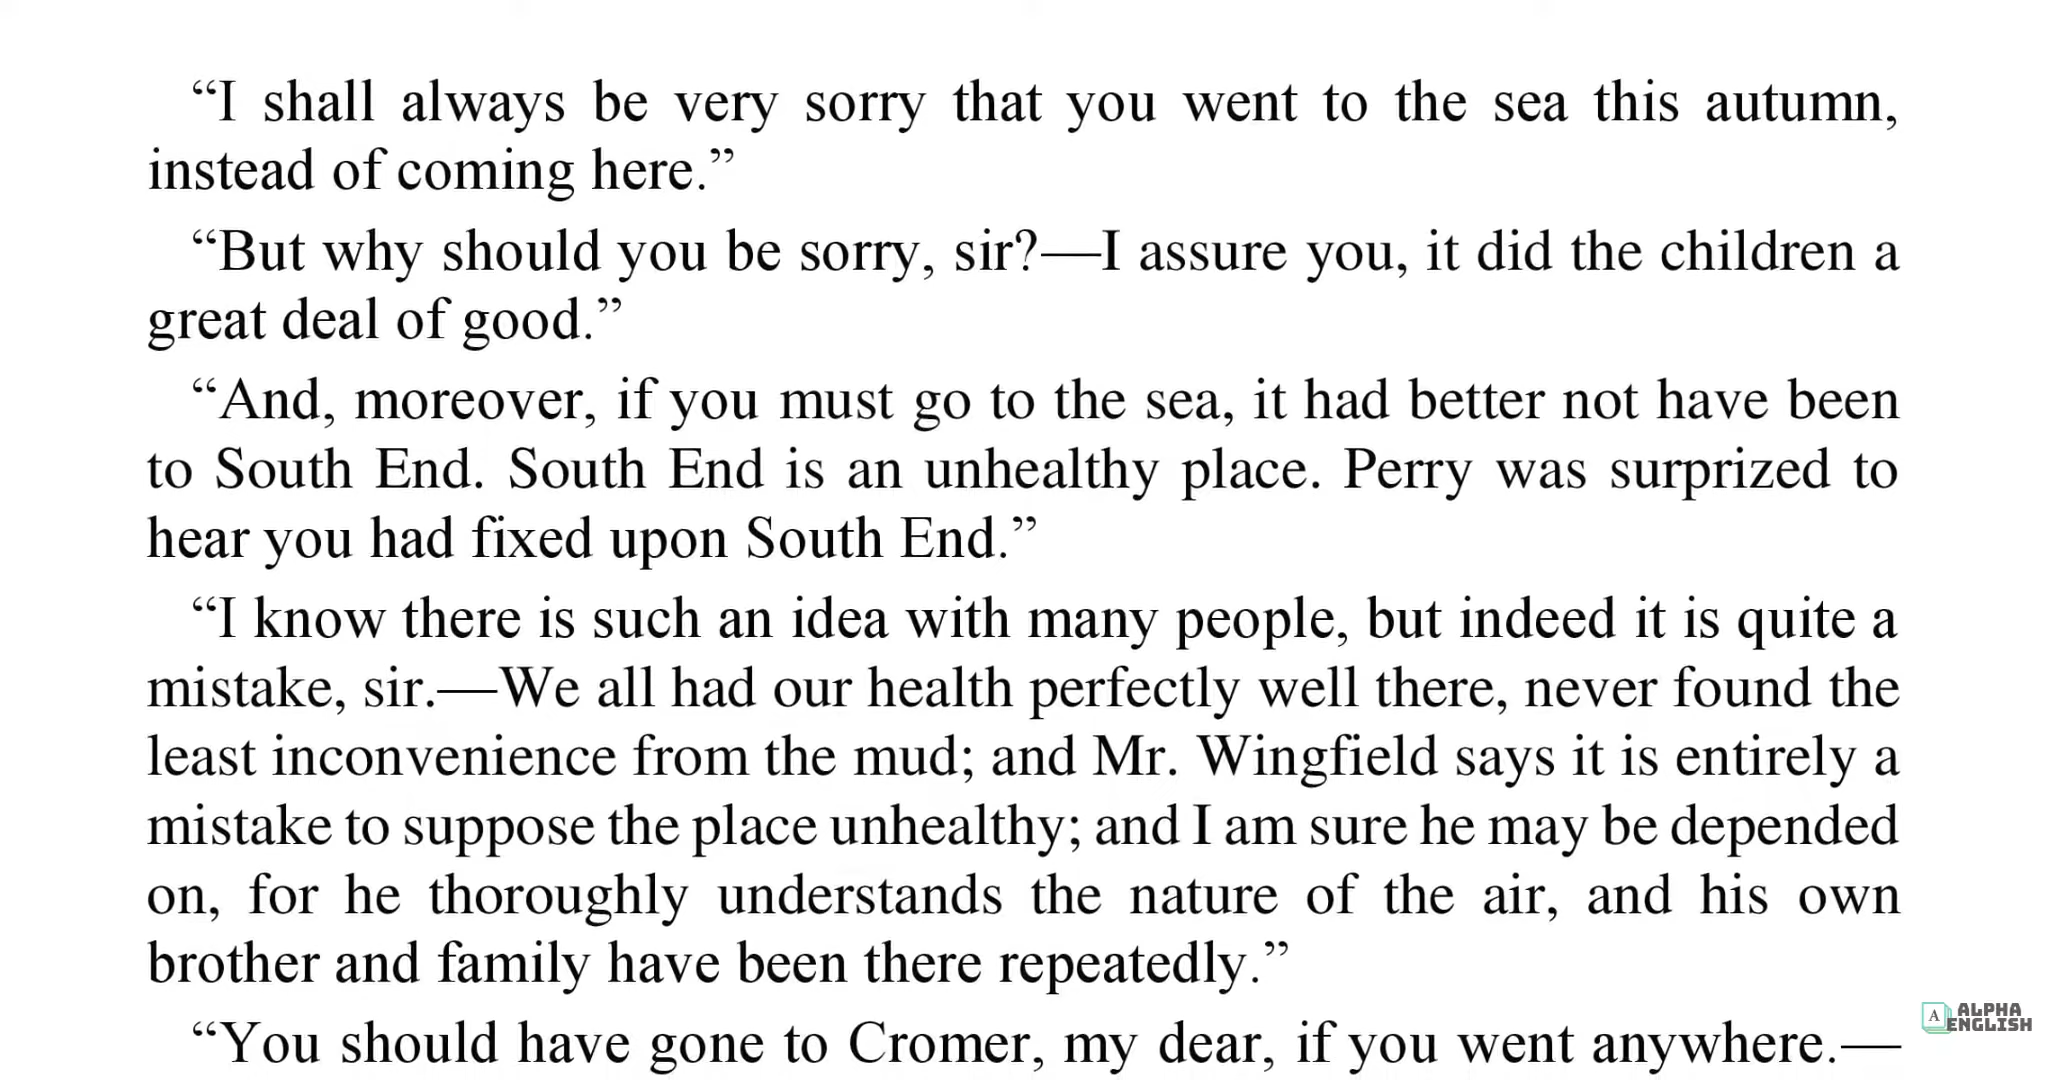 “I shall always be very sorry that you went to the sea this autumn,
instead of coming here.”
“But why should you be sorry, sir?—I assure you, it did the children a
great deal of good.”
“And, moreover, if you must go to the sea, it had better not have been
to South End. South End is an unhealthy place. Perry was surprized to
hear you had fixed upon South End.”
“I know there is such an idea with many people, but indeed it is quite a
mistake, sir.—We all had our health perfectly well there, never found the
least inconvenience from the mud; and Mr. Wingfield says it is entirely a
mistake to suppose the place unhealthy; and I am sure he may be depended
on, for he thoroughly understands the nature of the air, and his own
brother and family have been there repeatedly.”
“You should have gone to Cromer, my dear, if you went anywhere.—
A ALPHA
ENGLISH